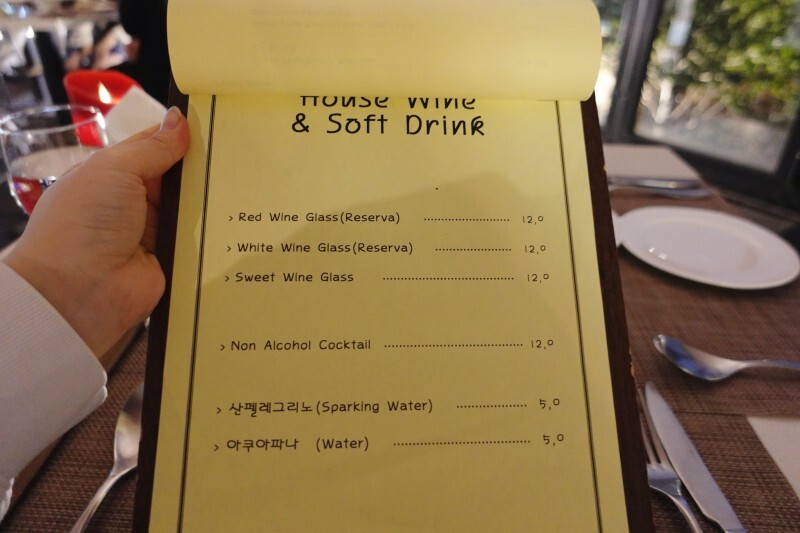 House Wine
& Soft Drink
> Red Wine Glass(Reserva) ........................ 12,0
> White Wine Glass(Reserva) ..................... 12,0
> Sweet Wine Glass ..................................... 12,0
> Non Alcohol Cocktail ....................................... 12,0
> 산펠레그리노(Sparking Water) .................... 5,0
> 아쿠아파나 (Water) ....................................... 5,0